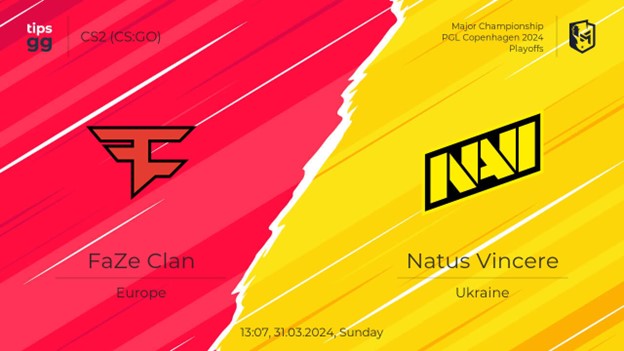 tips
gg
CS2 (CS:GO)
Major Championship
PGL Copenhagen 2024
Playoffs
NAVI
FaZe Clan
Europe
Natus Vincere
Ukraine
13:07, 31.03.2024, Sunday